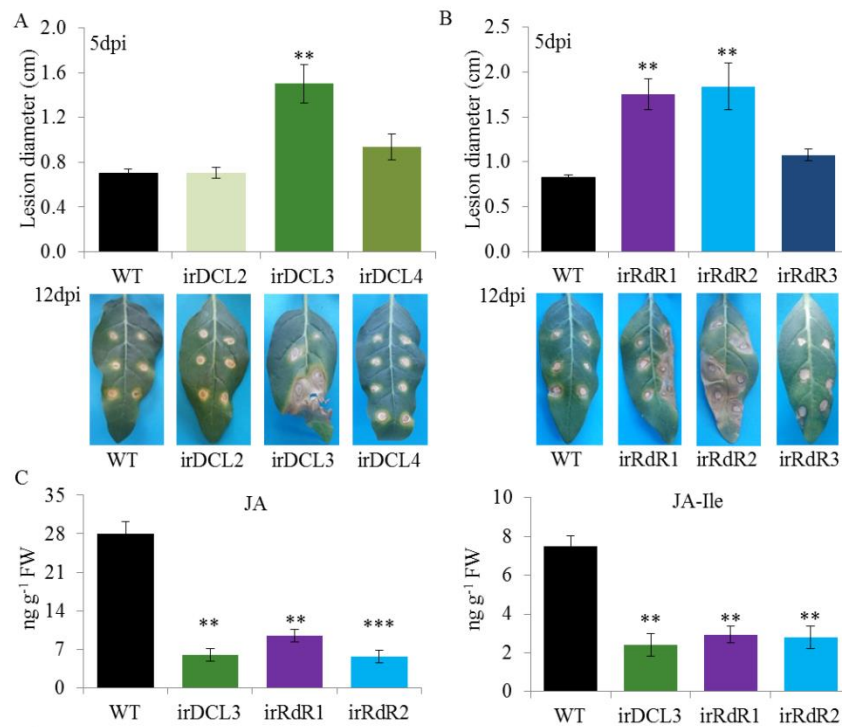 A
5dpi
Lesion diameter (cm)
2.0
1.6
1.2
0.8
0.4
0.0
**
WT irDCL2 irDCL3 irDCL4
12dpi
WT irDCL2 irDCL3 irDCL4
B
5dpi
Lesion diameter (cm)
2.5
2.0
1.5
1.0
0.5
0.0
** **
WT irRdR1 irRdR2 irRdR3
12dpi
WT irRdR1 irRdR2 irRdR3
C
JA
ng g-1 FW
35
28
21
14
7
0
** ** ***
WT irDCL3 irRdR1 irRdR2
JA-Ile
ng g-1 FW
10
8
6
4
2
0
** ** **
WT irDCL3 irRdR1 irRdR2